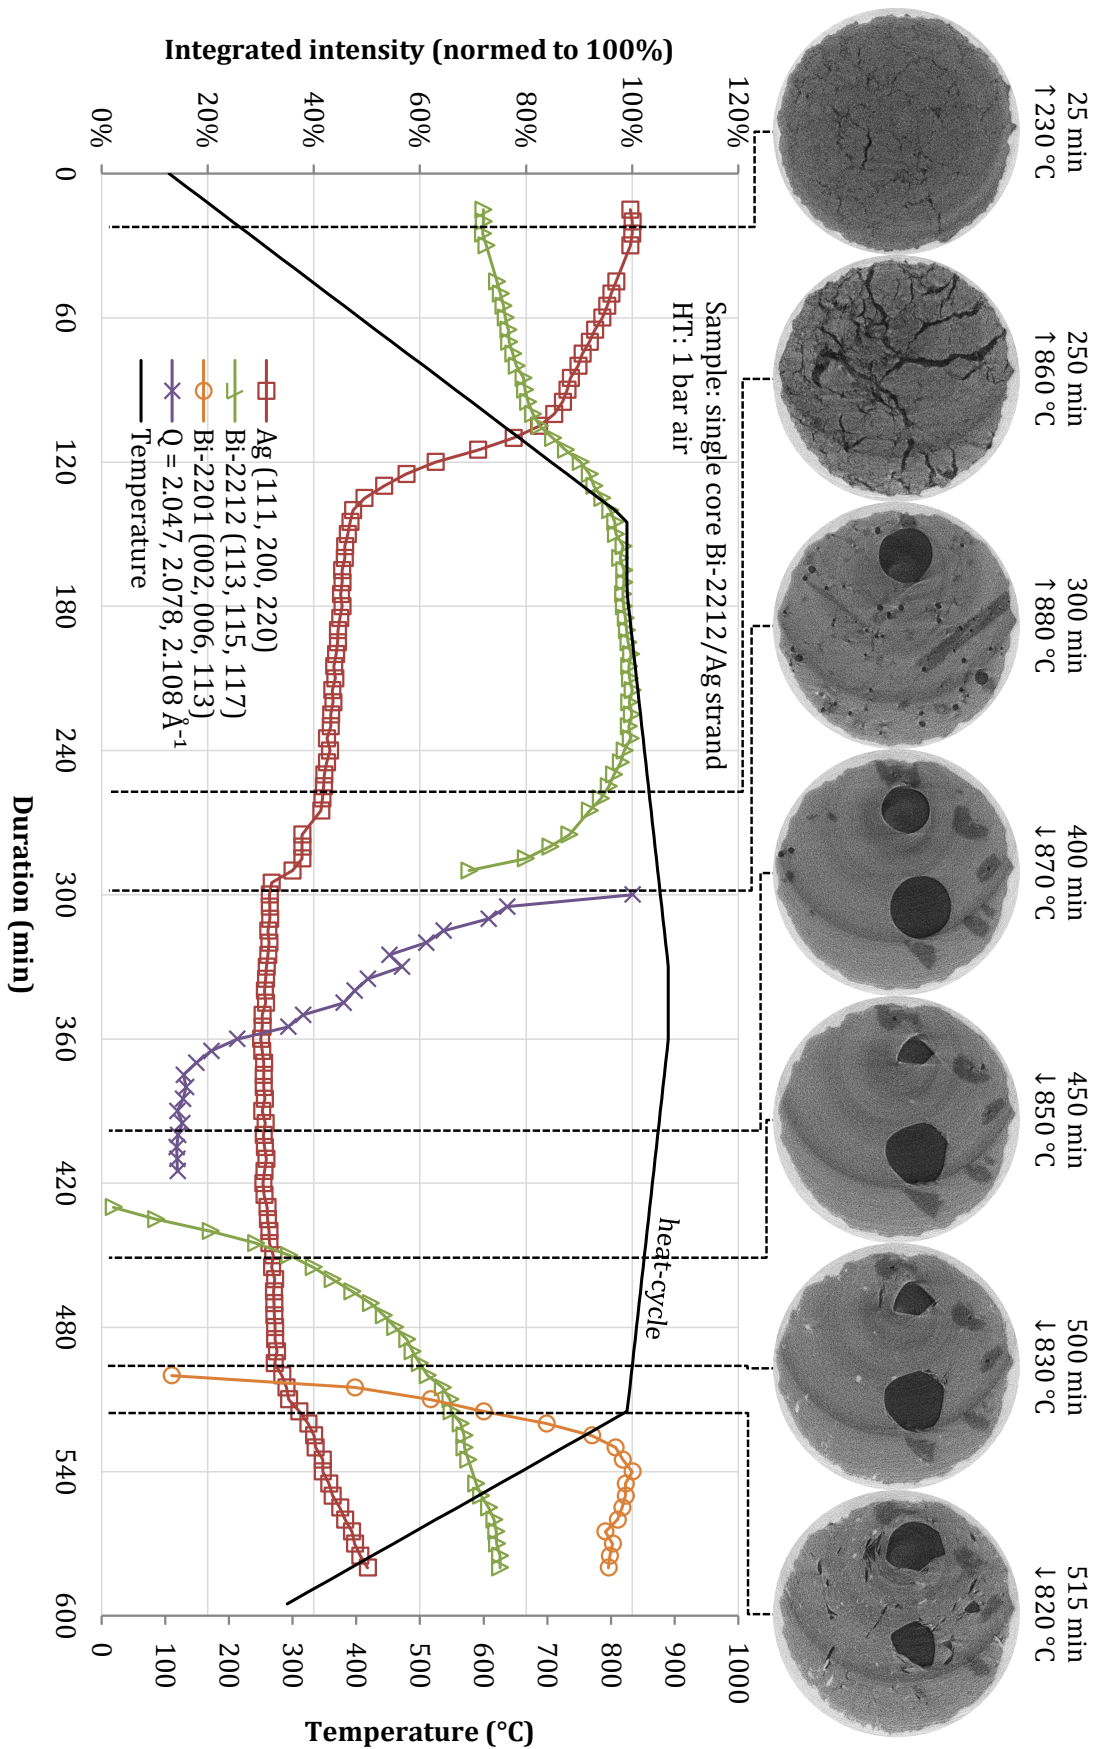 25 min
↑230 °C
250 min
↑860 °C
300 min
↑880 °C
400 min
↓870 °C
450 min
↓850 °C
500 min
↓830 °C
515 min
↓820 °C
Integrated intensity (normed to 100%)
120%
100%
80%
60%
40%
20%
0%
Sample: single core Bi-2212/Ag strand
HT: 1 bar air
heat-cycle
Ag (111, 200, 220)
Bi-2212 (113, 115, 117)
Bi-2201 (002, 006, 113)
Q = 2.047, 2.078, 2.108 Å⁻¹
Temperature
1000
900
800
700
600
500
400
300
200
100
0
Temperature (°C)
0
60
120
180
240
300
360
420
480
540
600
Duration (min)